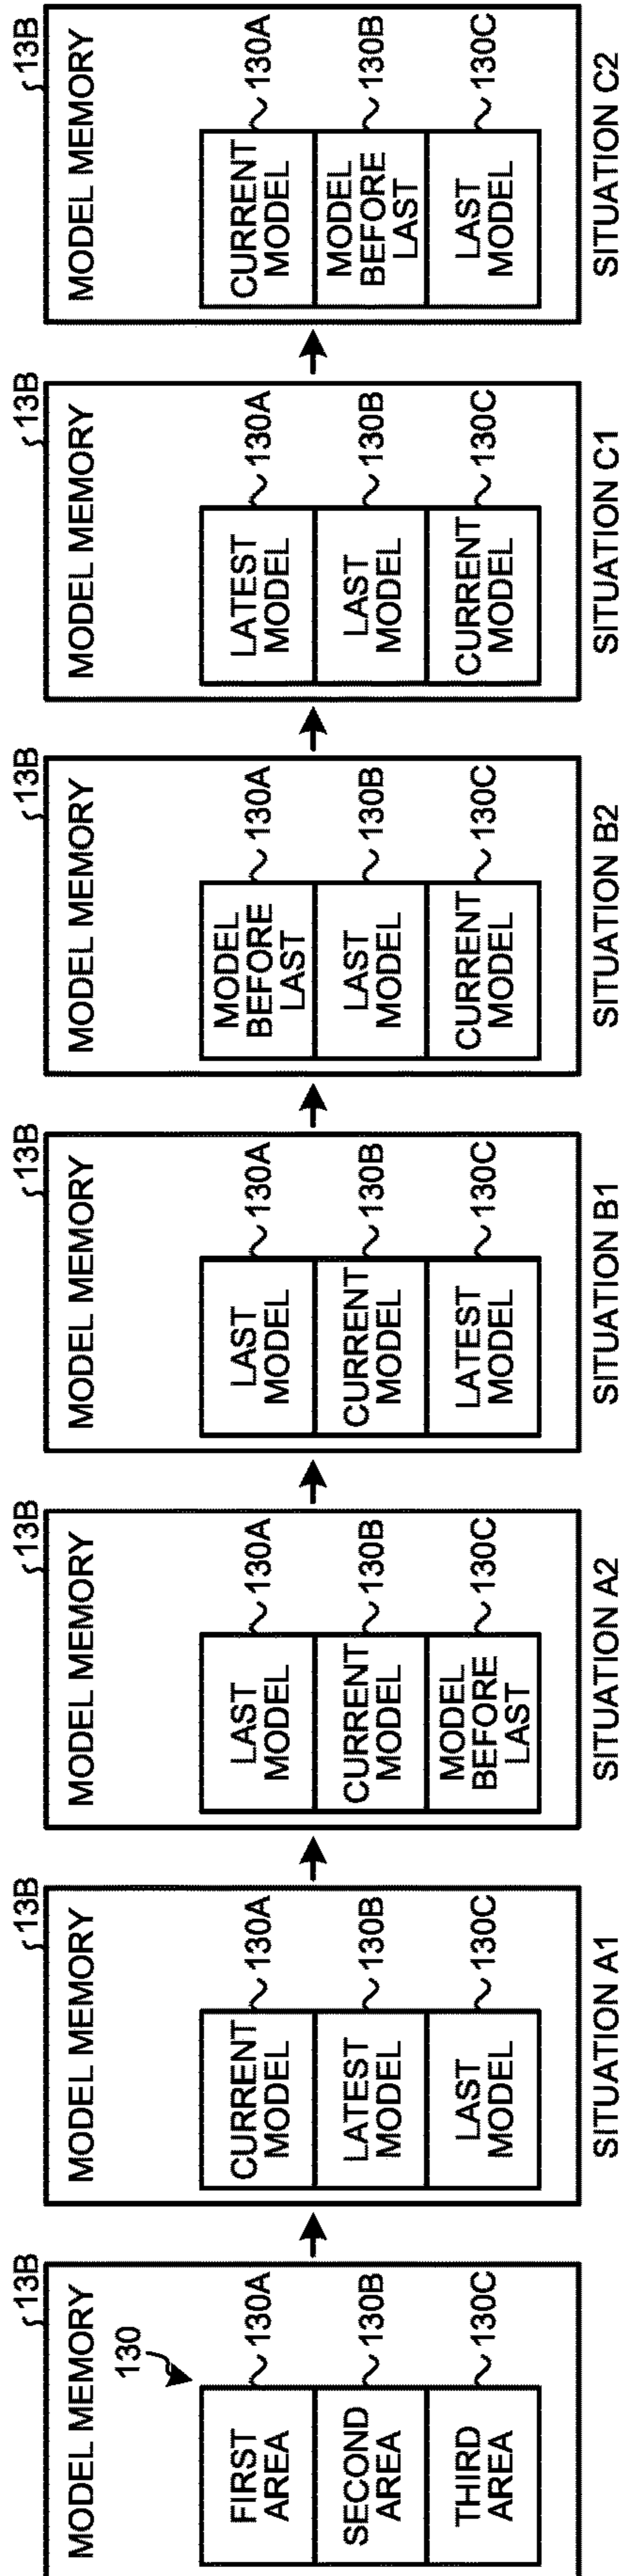 13B
MODEL MEMORY
130
FIRST
AREA
130A
SECOND
AREA
130B
THIRD
AREA
130C
13B
MODEL MEMORY
CURRENT
MODEL
130A
LATEST
MODEL
130B
LAST
MODEL
130C
SITUATION A1
13B
MODEL MEMORY
LAST
MODEL
130A
CURRENT
MODEL
130B
MODEL
BEFORE
LAST
130C
SITUATION A2
13B
MODEL MEMORY
LAST
MODEL
130A
CURRENT
MODEL
130B
LATEST
MODEL
130C
SITUATION B1
13B
MODEL MEMORY
MODEL
BEFORE
LAST
130A
LAST
MODEL
130B
CURRENT
MODEL
130C
SITUATION B2
13B
MODEL MEMORY
LATEST
MODEL
130A
LAST
MODEL
130B
CURRENT
MODEL
130C
SITUATION C1
13B
MODEL MEMORY
CURRENT
MODEL
130A
MODEL
BEFORE
LAST
130B
LAST
MODEL
130C
SITUATION C2